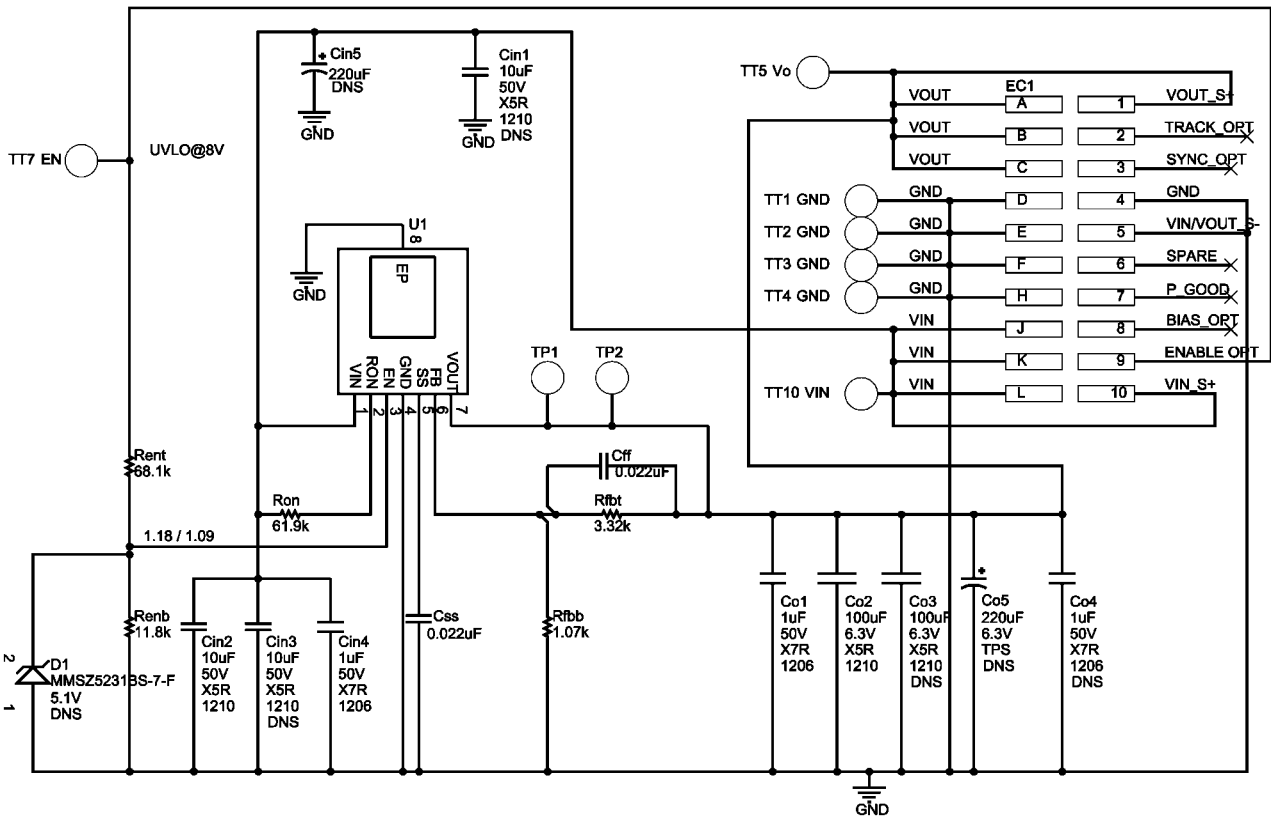 Cin5
220uF
DNS
GND
Cin1
10uF
50V
X5R
1210
DNS
GND
TT5 Vo
EC1
VOUT A 1 VOUT_S+
VOUT B 2 TRACK_OPT
VOUT C 3 SYNC_OPT
TT1 GND GND D 4 GND
TT2 GND GND E 5 VIN/VOUT_S-
TT3 GND GND F 6 SPARE
TT4 GND GND H 7 P_GOOD
VIN J 8 BIAS_OPT
VIN K 9 ENABLE OPT
TT10 VIN VIN L 10 VIN_S+
TT7 EN
UVLO@8V
U1
8
EP
GND
VIN
RON
EN
GND
SS
FB
VOUT
1
2
3
4
5
6
7
TP1
TP2
Rent
68.1k
Ron
61.9k
Cff
0.022uF
Rfbt
3.32k
1.18 / 1.09
Renb
11.8k
2
D1
MMSZ5231BS-7-F
5.1V
DNS
1
Cin2
10uF
50V
X5R
1210
Cin3
10uF
50V
X5R
1210
DNS
Cin4
1uF
50V
X7R
1206
Css
0.022uF
Rfbb
1.07k
Co1
1uF
50V
X7R
1206
Co2
100uF
6.3V
X5R
1210
Co3
100uF
6.3V
X5R
1210
DNS
Co5
220uF
6.3V
TPS
DNS
Co4
1uF
50V
X7R
1206
DNS
GND